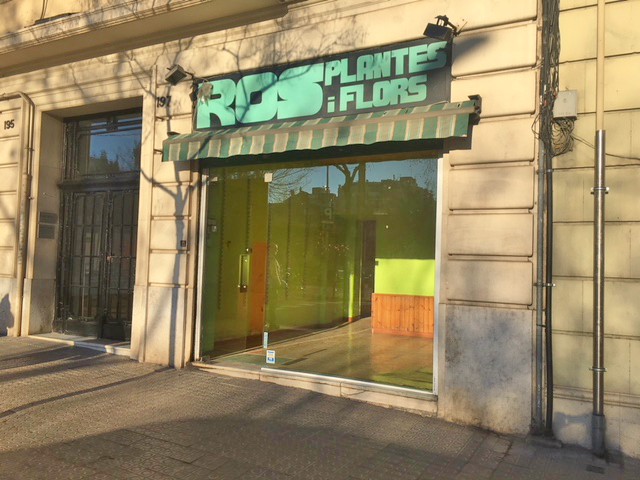 ROS PLANTES
i FLORS
197
195